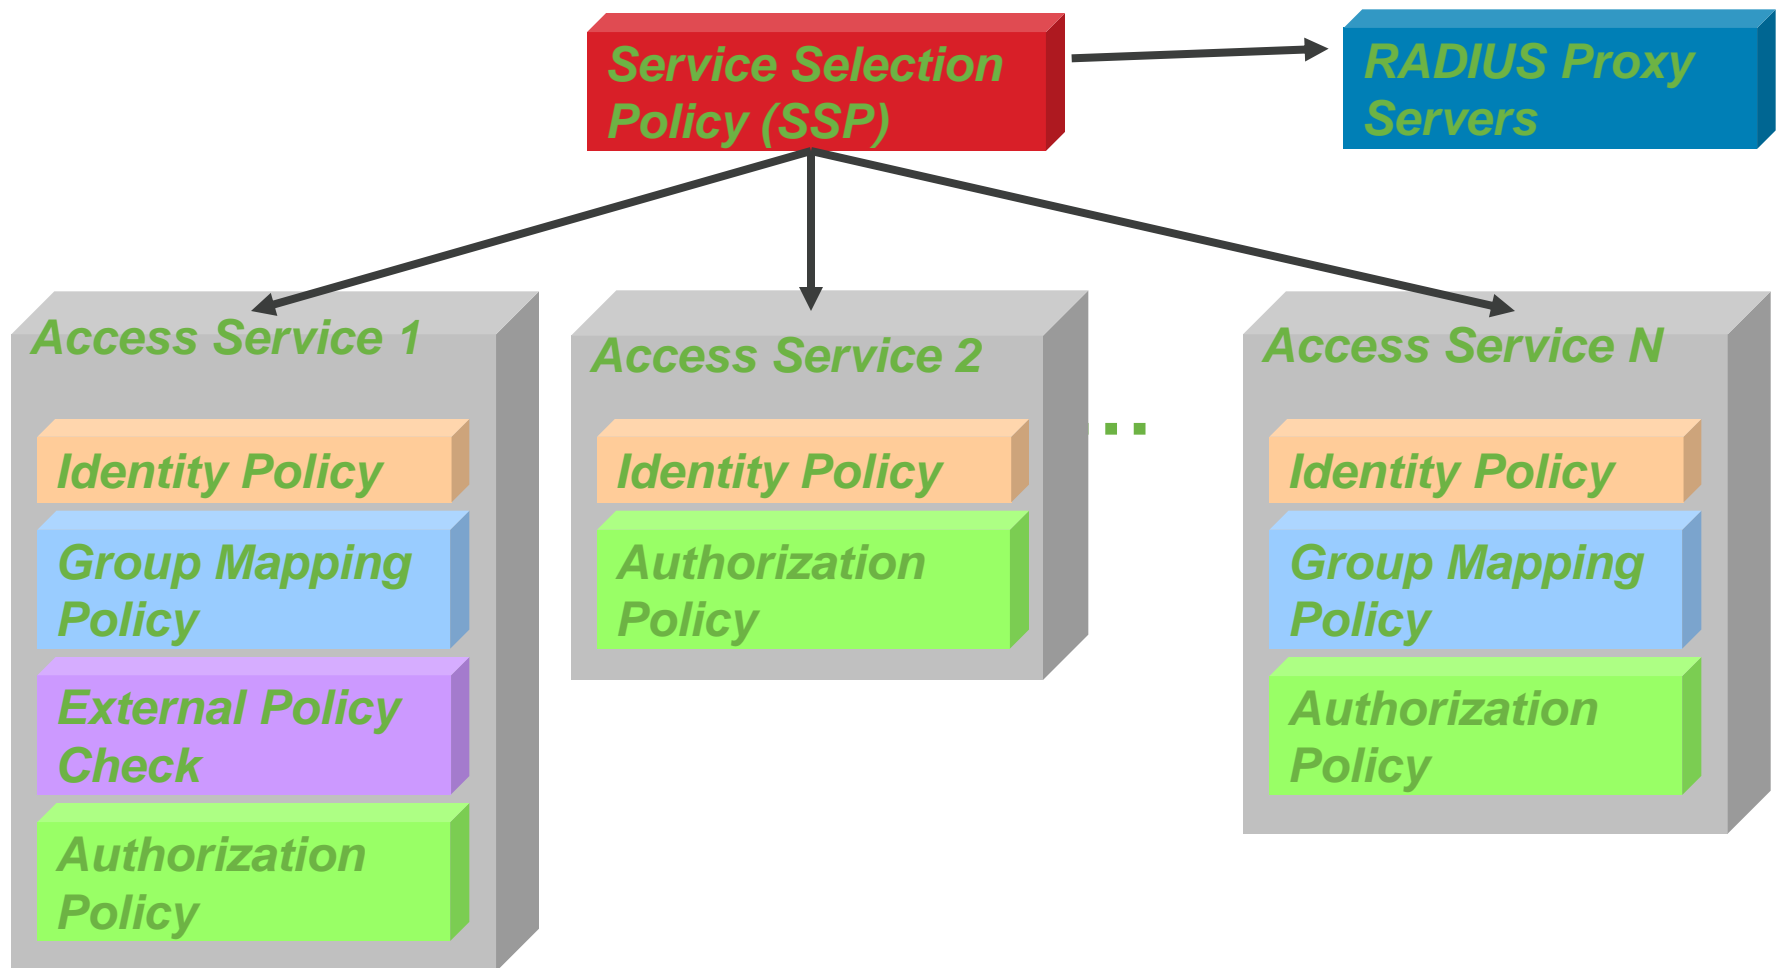 Service Selection
Policy (SSP)
RADIUS Proxy
Servers
Access Service 1
Identity Policy
Group Mapping
Policy
External Policy
Check
Authorization
Policy
Access Service 2
Identity Policy
Authorization
Policy
...
Access Service N
Identity Policy
Group Mapping
Policy
Authorization
Policy